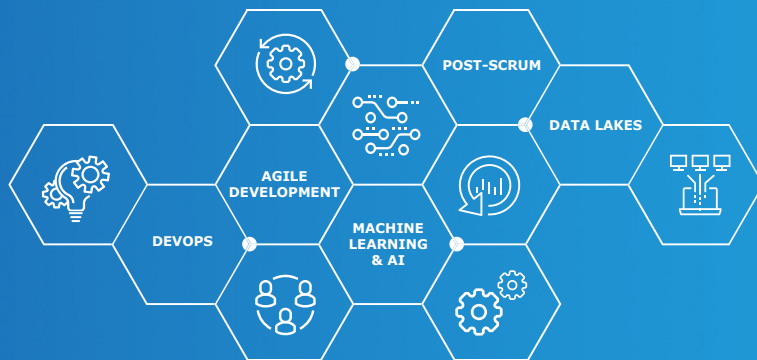 POST-SCRUM
DATA LAKES
AGILE
DEVELOPMENT
DEVOPS
MACHINE
LEARNING
& AI